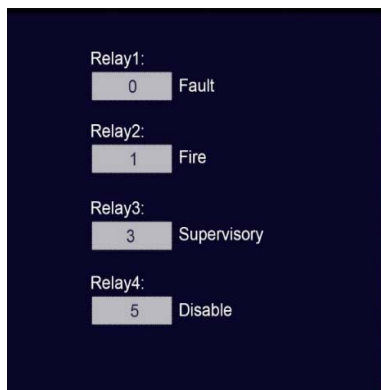 Relay1:
0 Fault
Relay2:
1 Fire
Relay3:
3 Supervisory
Relay4:
5 Disable